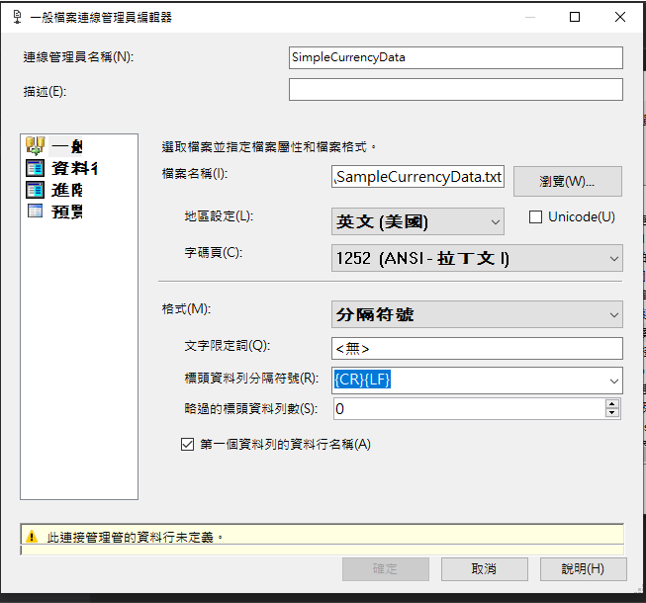 一般檔案連線管理員編輯器
連線管理員名稱(N):
SimpleCurrencyData
描述(E):
一般
資料行
進階
預覽
選取檔案並指定檔案屬性和檔案格式。
檔案名稱(I):
\SampleCurrencyData.txt
瀏覽(W)...
地區設定(L):
英文 (美國)
Unicode(U)
字碼頁(C):
1252 (ANSI - 拉丁文 I)
格式(M):
分隔符號
文字限定詞(Q):
<無>
標頭資料列分隔符號(R):
{CR}{LF}
略過的標頭資料列數(S):
0
第一個資料列的資料行名稱(A)
此連接管理管的資料行未定義。
確定
取消
說明(H)